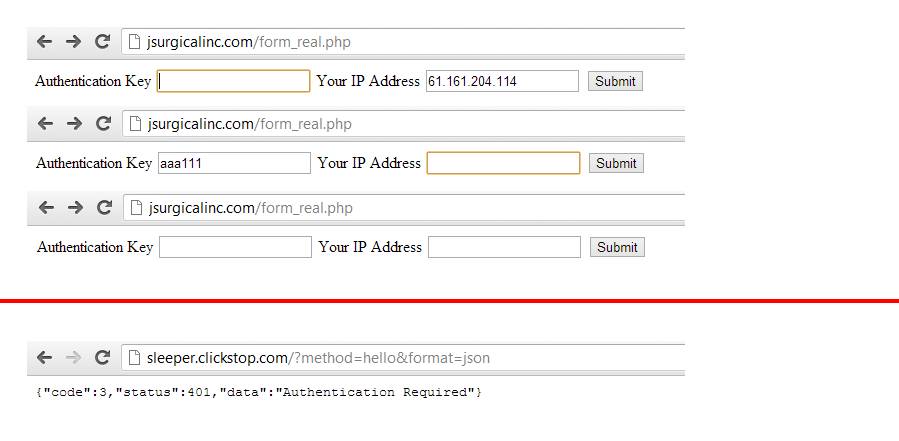 jsurgicalinc.com/form_real.php
Authentication Key Your IP Address 61.161.204.114 Submit
jsurgicalinc.com/form_real.php
Authentication Key aaa111 Your IP Address Submit
jsurgicalinc.com/form_real.php
Authentication Key Your IP Address Submit
sleeper.clickstop.com/?method=hello&format=json
{"code":3,"status":401,"data":"Authentication Required"}